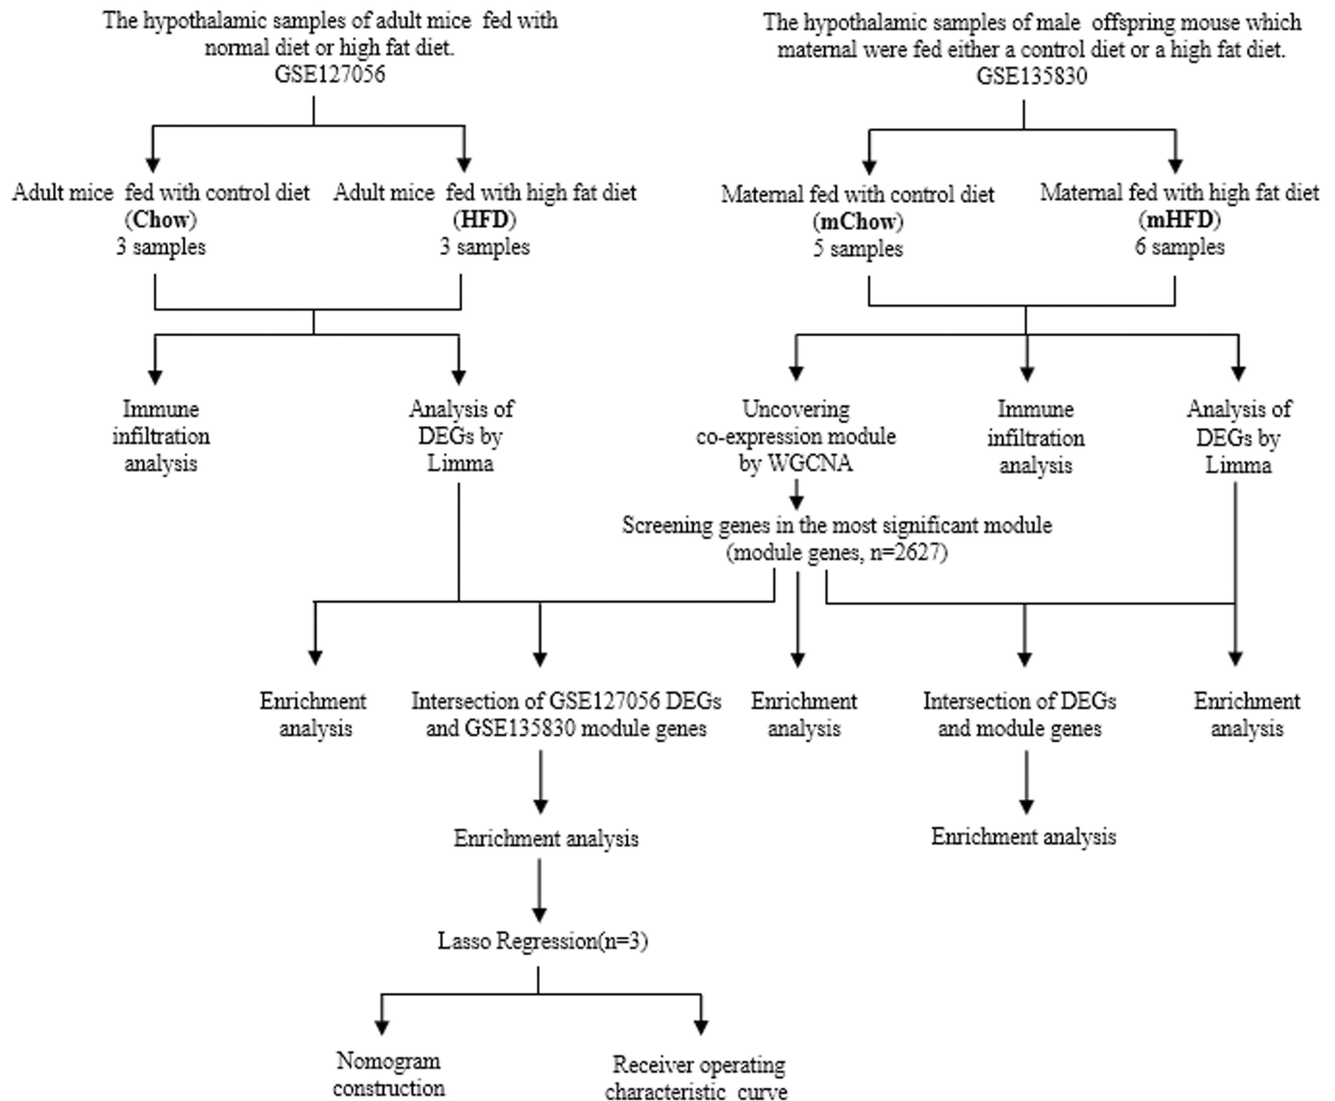 The hypothalamic samples of adult mice fed with
normal diet or high fat diet.
GSE127056
The hypothalamic samples of male offspring mouse which
maternal were fed either a control diet or a high fat diet.
GSE135830
Adult mice fed with control diet
(Chow)
3 samples
Adult mice fed with high fat diet
(HFD)
3 samples
Maternal fed with control diet
(mChow)
5 samples
Maternal fed with high fat diet
(mHFD)
6 samples
Immune
infiltration
analysis
Analysis of
DEGs by
Limma
Uncovering
co-expression module
by WGCNA
Immune
infiltration
analysis
Analysis of
DEGs by
Limma
Screening genes in the most significant module
(module genes, n=2627)
Enrichment
analysis
Intersection of GSE127056 DEGs
and GSE135830 module genes
Enrichment
analysis
Intersection of DEGs
and module genes
Enrichment
analysis
Enrichment analysis
Enrichment analysis
Lasso Regression(n=3)
Nomogram
construction
Receiver operating
characteristic curve